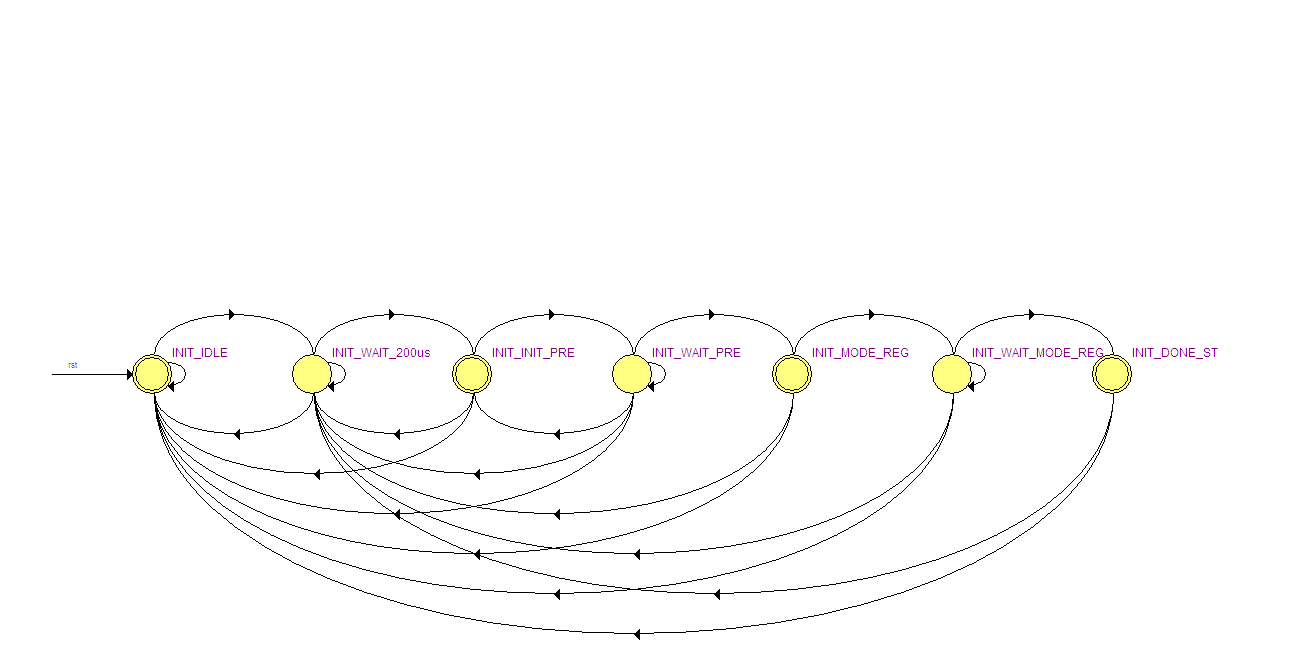 rst
INIT_IDLE
INIT_WAIT_200us
INIT_INIT_PRE
INIT_WAIT_PRE
INIT_MODE_REG
INIT_WAIT_MODE_REG
INIT_DONE_ST